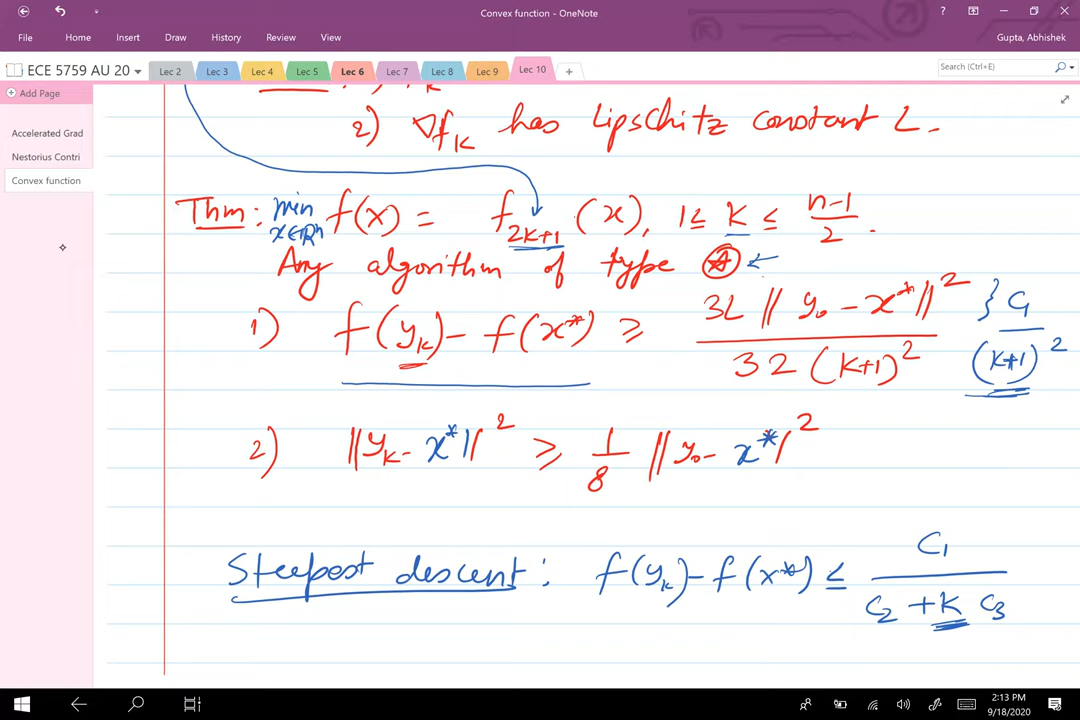 Convex function - OneNote
Gupta, Abhishek
File Home Insert Draw History Review View
ECE 5759 AU 20 Lec 2 Lec 3 Lec 4 Lec 5 Lec 6 Lec 7 Lec 8 Lec 9 Lec 10 Search (Ctrl+E)
Add Page
Accelerated Grad
Nestorius Contri
Convex function
2) ∇f_K has Lipschitz constant L.
Thm: min_{x∈ℝⁿ} f(x) = f_{2K+1}(x), 1 ≤ K ≤ (n-1)/2.
Any algorithm of type ⊛ ←
1) f(y_K) - f(x*) ≥ 3L ‖y₀ - x*‖² / 32 (K+1)² } C₁ / (K+1)²
2) ‖y_K - x*‖² ≥ 1/8 ‖y₀ - x*‖²
Steepest descent: f(y_K) - f(x*) ≤ C₁ / (C₂ + K C₃)
2:13 PM
9/18/2020